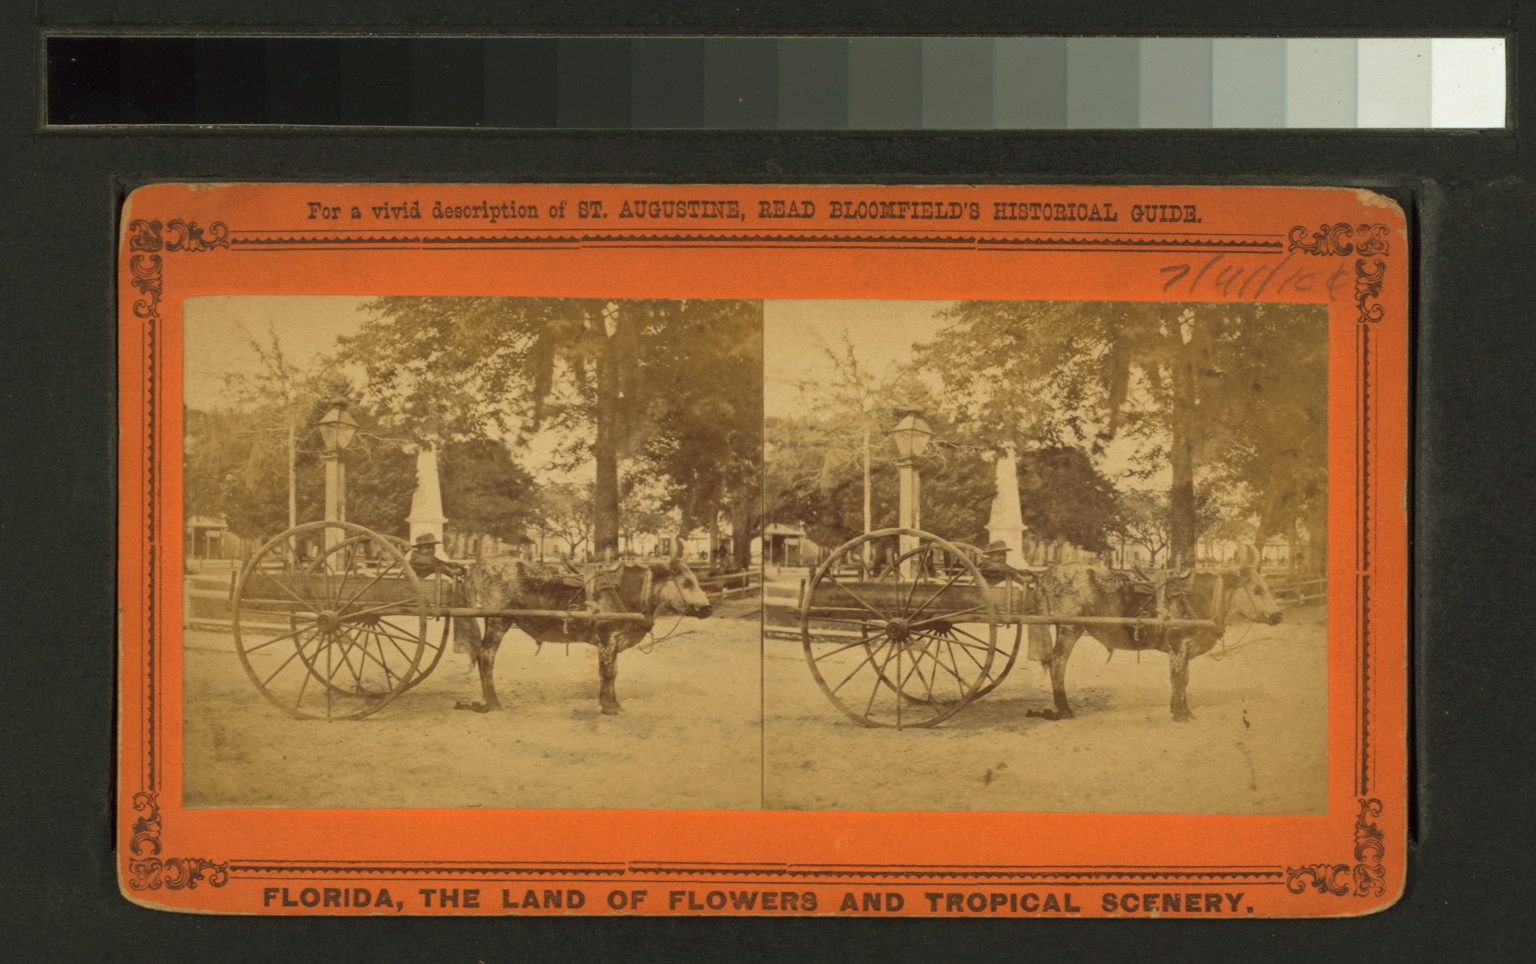 For a vivid description of ST. AUGUSTINE, READ BLOOMFIELD'S HISTORICAL GUIDE.
FLORIDA, THE LAND OF FLOWERS AND TROPICAL SCENERY.